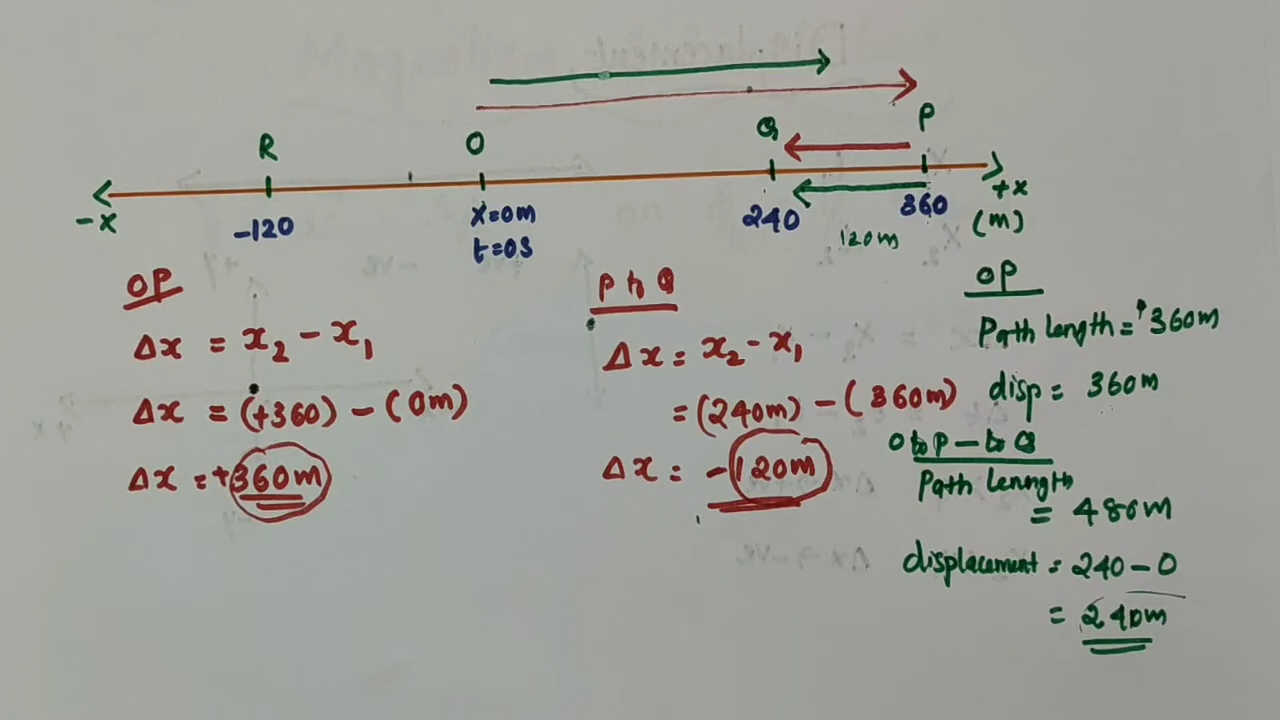 R O Q P
-x +x
-120 x=0m 240 360 (m)
t=0s 120m
OP
Δx = x₂ - x₁
Δx = (+360) - (0m)
Δx = +360m
P to Q
Δx = x₂ - x₁
= (240m) - (360m)
Δx = -120m
OP
Path length = +360m
disp = 360m
O to P - to Q
Path lenngth
= 480m
displacement = 240 - 0
= 240m